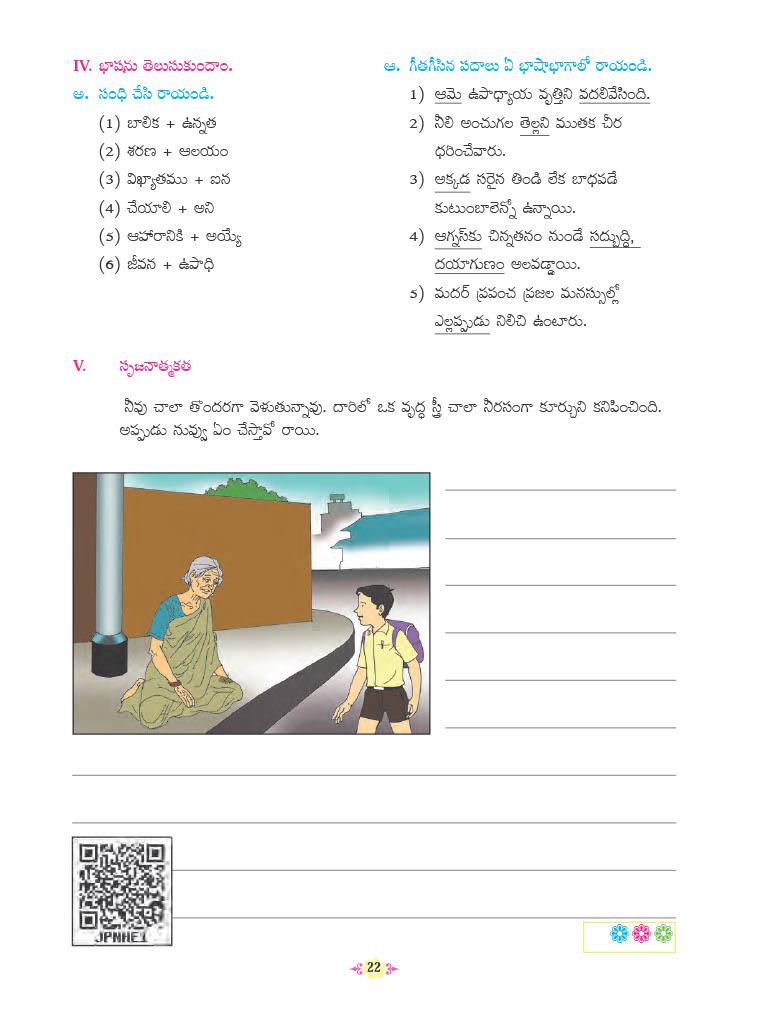 IV. భాషను తెలుసుకుందాం.
అ. సంధి చేసి రాయండి.
(1) బాలిక + ఉన్నత
(2) శరణ + ఆలయం
(3) విఖ్యాతము + ఐన
(4) చేయాలి + అని
(5) ఆహారానికి + అయ్యే
(6) జీవన + ఉపాధి
ఆ. గీతగీసిన పదాలు ఏ భాషాభాగాలో రాయండి.
1) ఆమె ఉపాధ్యాయ వృత్తిని వదలివేసింది.
2) నీలి అంచుగల తెల్లని ముతక చీర
ధరించేవారు.
3) అక్కడ సరైన తిండి లేక బాధపడే
కుటుంబాలెన్నో ఉన్నాయి.
4) ఆగ్నస్‌కు చిన్నతనం నుండే సద్బుద్ధి,
దయాగుణం అలవడ్డాయి.
5) మదర్ ప్రపంచ ప్రజల మనస్సుల్లో
ఎల్లప్పుడు నిలిచి ఉంటారు.
V. సృజనాత్మకత
నీవు చాలా తొందరగా వెళుతున్నావు. దారిలో ఒక వృద్ధ స్త్రీ చాలా నీరసంగా కూర్చుని కనిపించింది.
అప్పుడు నువ్వు ఏం చేస్తావో రాయి.
JPNHE1
22